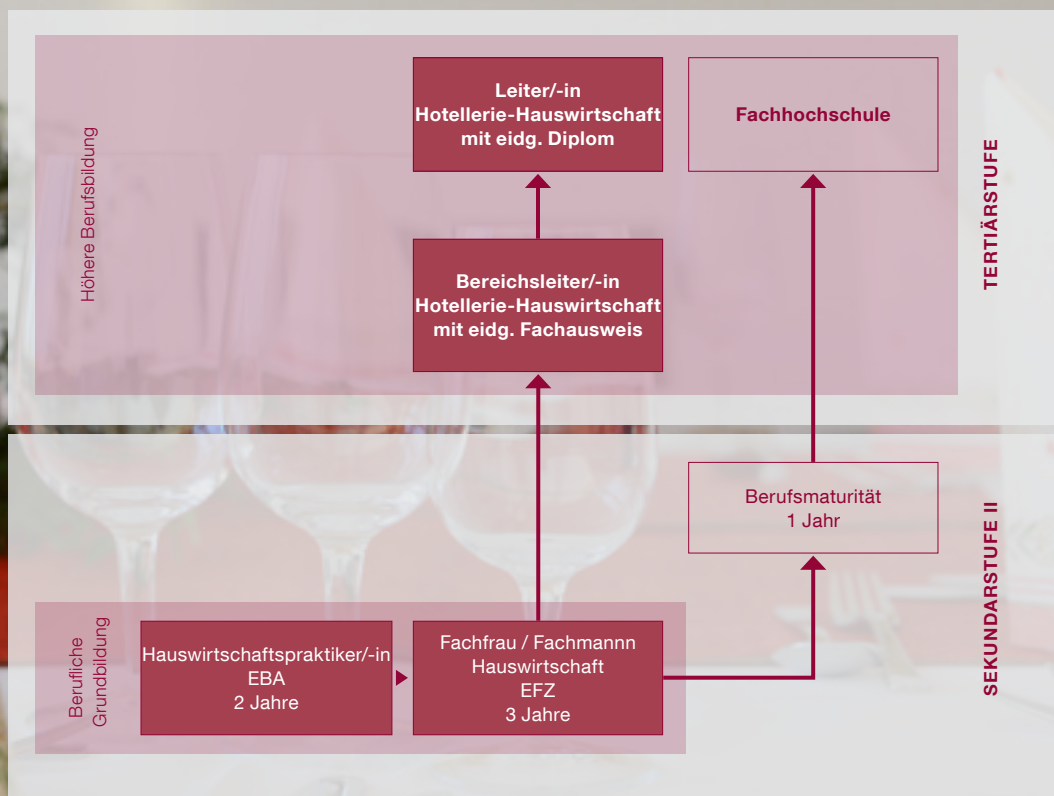 Leiter/-in
Hotellerie-Hauswirtschaft
mit eidg. Diplom
Fachhochschule
Höhere Berufsbildung
TERTIÄRSTUFE
Bereichsleiter/-in
Hotellerie-Hauswirtschaft
mit eidg. Fachausweis
Berufsmaturität
1 Jahr
SEKUNDARSTUFE II
Berufliche
Grundbildung
Hauswirtschaftspraktiker/-in
EBA
2 Jahre
Fachfrau / Fachmannn
Hauswirtschaft
EFZ
3 Jahre